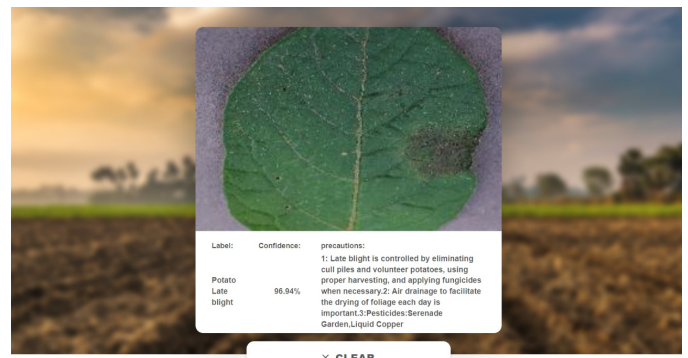 Label:
Confidence:
precautions:
Potato
Late
blight
96.94%
1: Late blight is controlled by eliminating
cull piles and volunteer potatoes, using
proper harvesting, and applying fungicides
when necessary.2: Air drainage to facilitate
the drying of foliage each day is
important.3:Pesticides:Serenade
Garden,Liquid Copper
× CLEAR